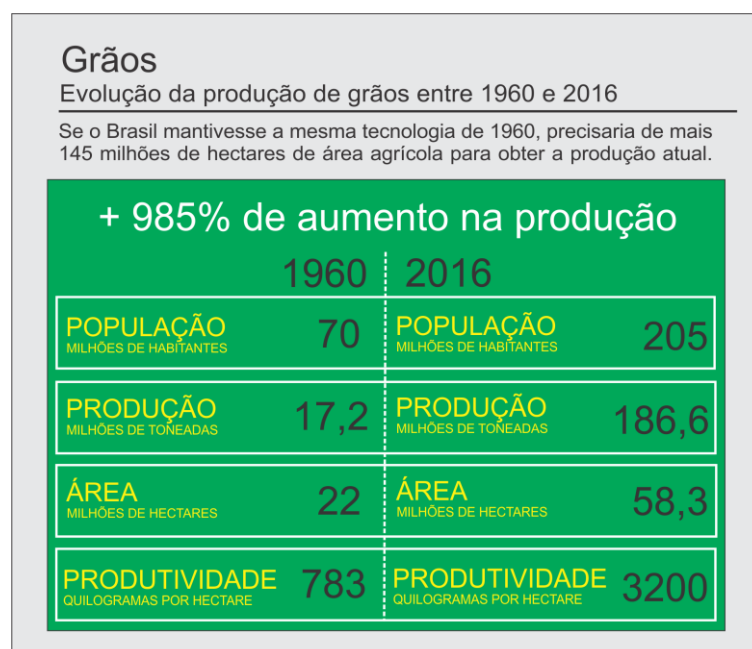 Grãos
Evolução da produção de grãos entre 1960 e 2016
Se o Brasil mantivesse a mesma tecnologia de 1960, precisaria de mais
145 milhões de hectares de área agrícola para obter a produção atual.
+ 985% de aumento na produção
1960 2016
POPULAÇÃO 70 POPULAÇÃO 205
MILHÕES DE HABITANTES MILHÕES DE HABITANTES
PRODUÇÃO 17,2 PRODUÇÃO 186,6
MILHÕES DE TONEADAS MILHÕES DE TONEADAS
ÁREA 22 ÁREA 58,3
MILHÕES DE HECTARES MILHÕES DE HECTARES
PRODUTIVIDADE 783 PRODUTIVIDADE 3200
QUILOGRAMAS POR HECTARE QUILOGRAMAS POR HECTARE